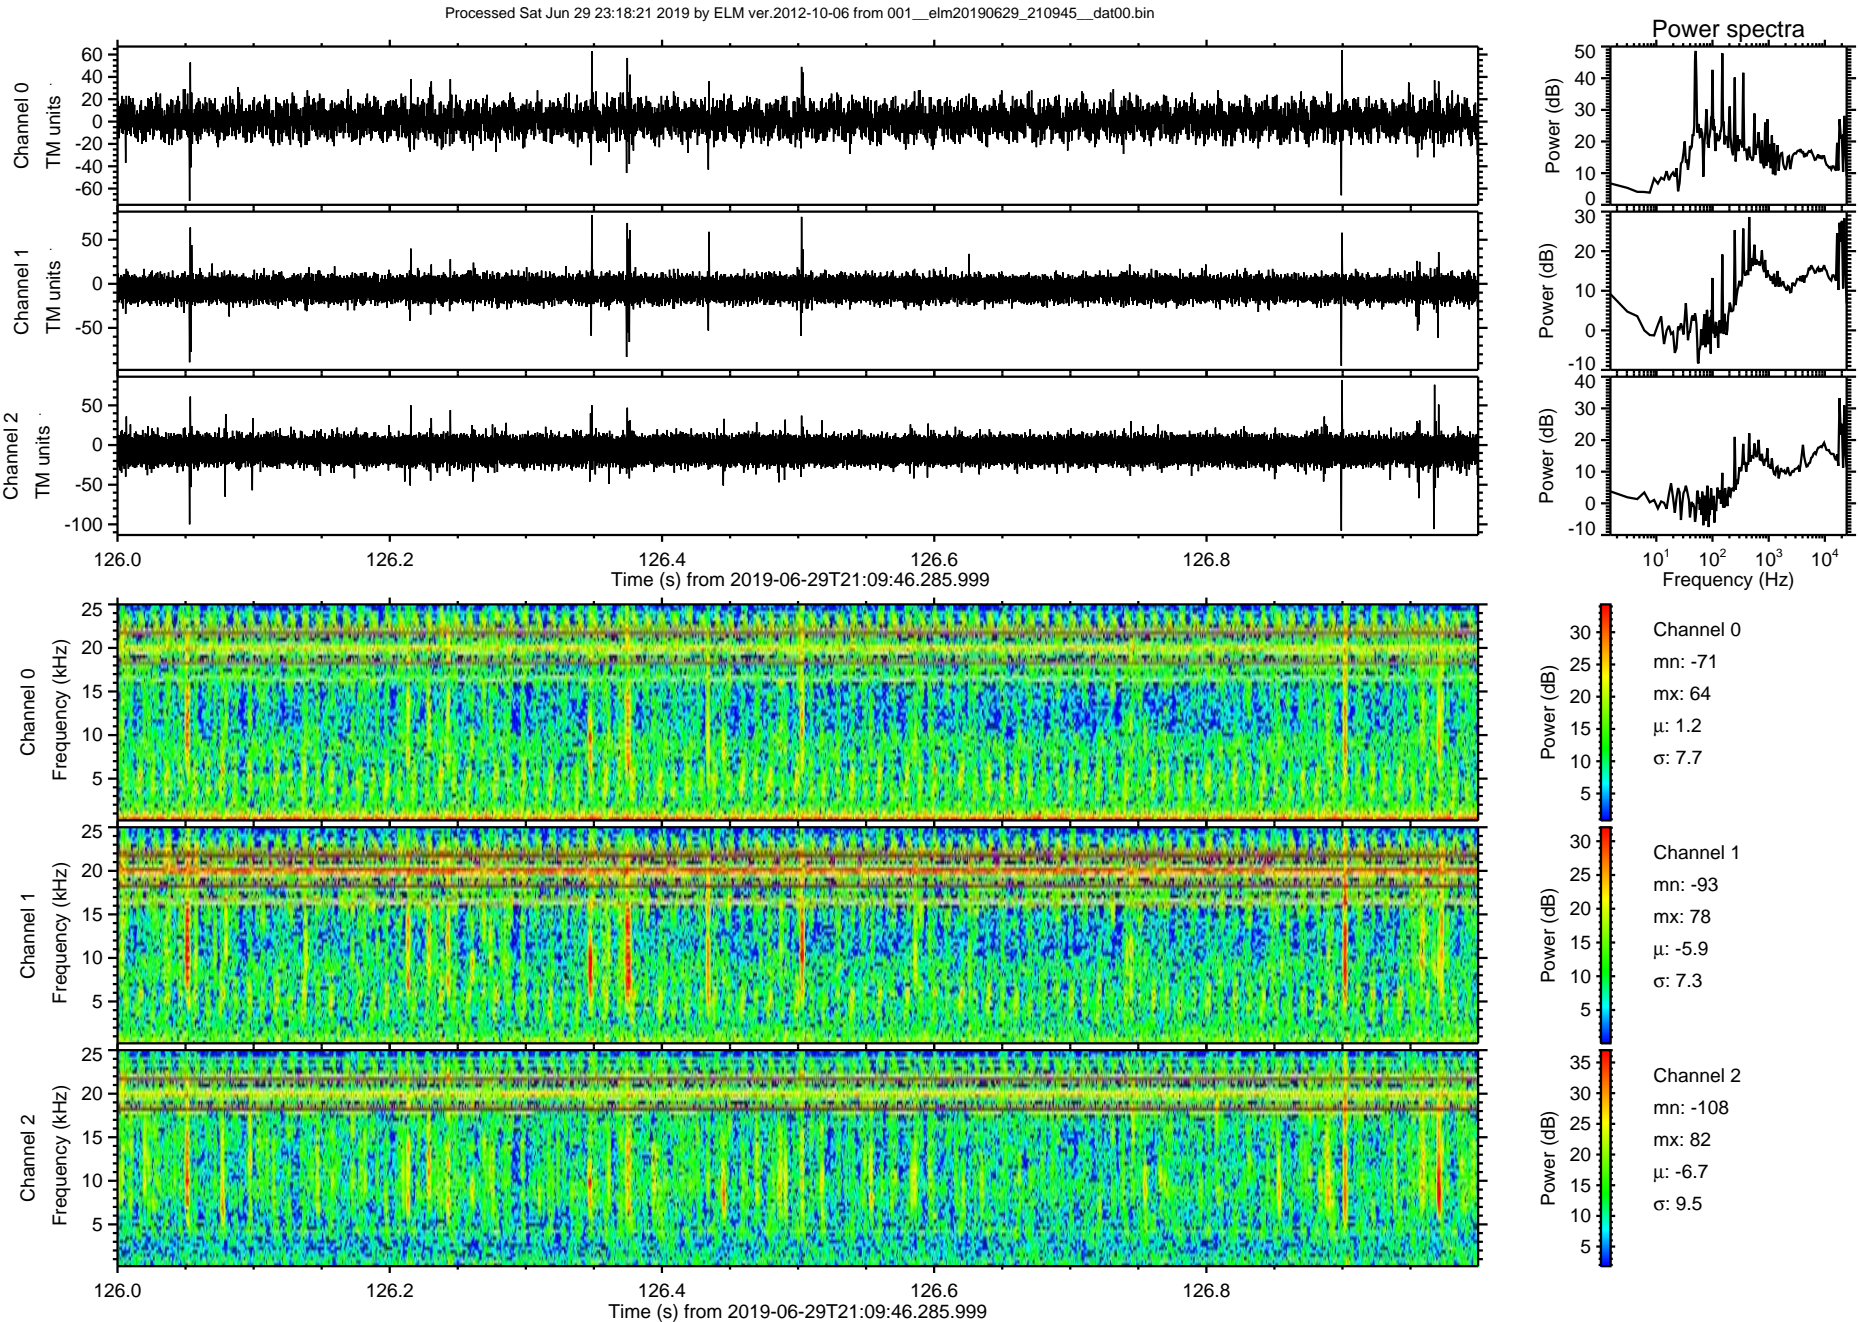 Processed Sat Jun 29 23:18:21 2019 by ELM ver.2012-10-06 from 001__elm20190629_210945__dat00.bin
Power spectra
Channel 0
TM units
60
40
20
0
-20
-40
-60
Power (dB)
50
40
30
20
10
0
Channel 1
TM units
50
0
-50
Power (dB)
30
20
10
0
-10
Channel 2
TM units
50
0
-50
-100
Power (dB)
40
30
20
10
0
-10
126.0
126.2
126.4
126.6
126.8
Time (s) from 2019-06-29T21:09:46.285.999
10^1
10^2
10^3
10^4
Frequency (Hz)
Channel 0
Frequency (kHz)
25
20
15
10
5
Power (dB)
30
25
20
15
10
5
Channel 0
mn: -71
mx: 64
μ: 1.2
σ: 7.7
Channel 1
Frequency (kHz)
25
20
15
10
5
Power (dB)
30
25
20
15
10
5
Channel 1
mn: -93
mx: 78
μ: -5.9
σ: 7.3
Channel 2
Frequency (kHz)
25
20
15
10
5
Power (dB)
35
30
25
20
15
10
5
Channel 2
mn: -108
mx: 82
μ: -6.7
σ: 9.5
126.0
126.2
126.4
126.6
126.8
Time (s) from 2019-06-29T21:09:46.285.999